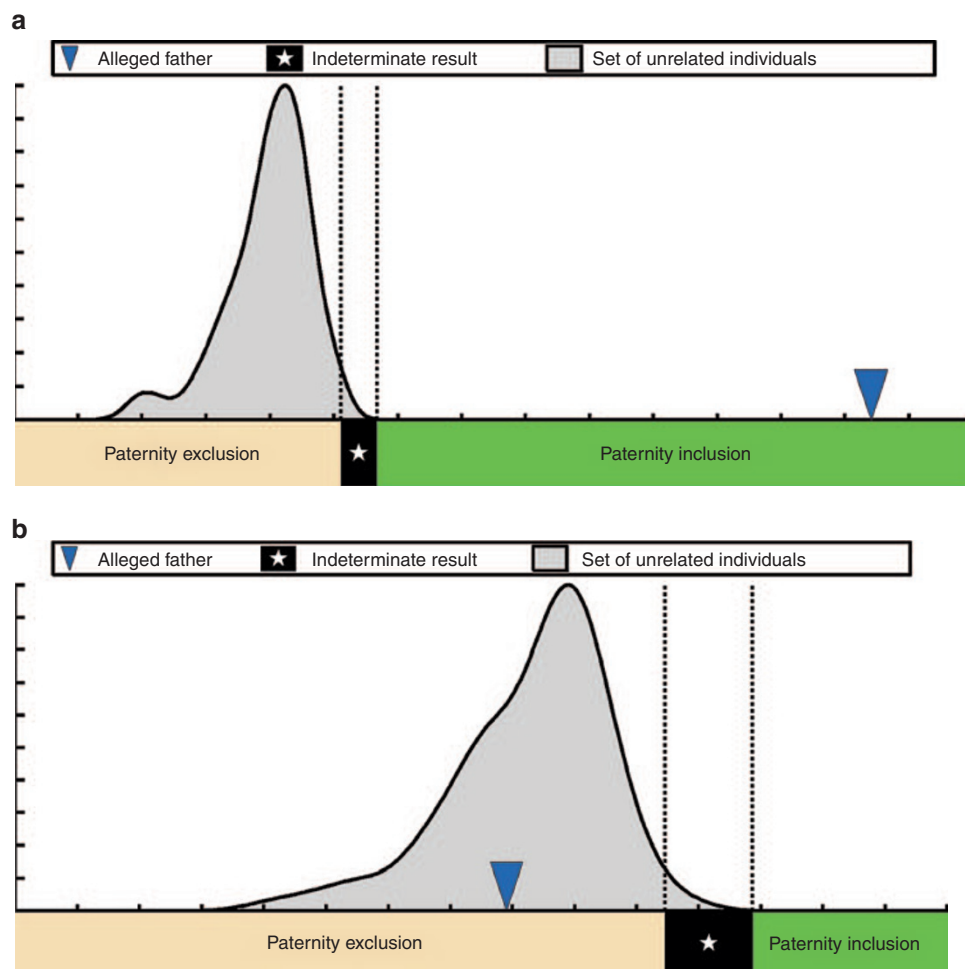 a
Alleged father Indeterminate result Set of unrelated individuals
Paternity exclusion Paternity inclusion
b
Alleged father Indeterminate result Set of unrelated individuals
Paternity exclusion Paternity inclusion